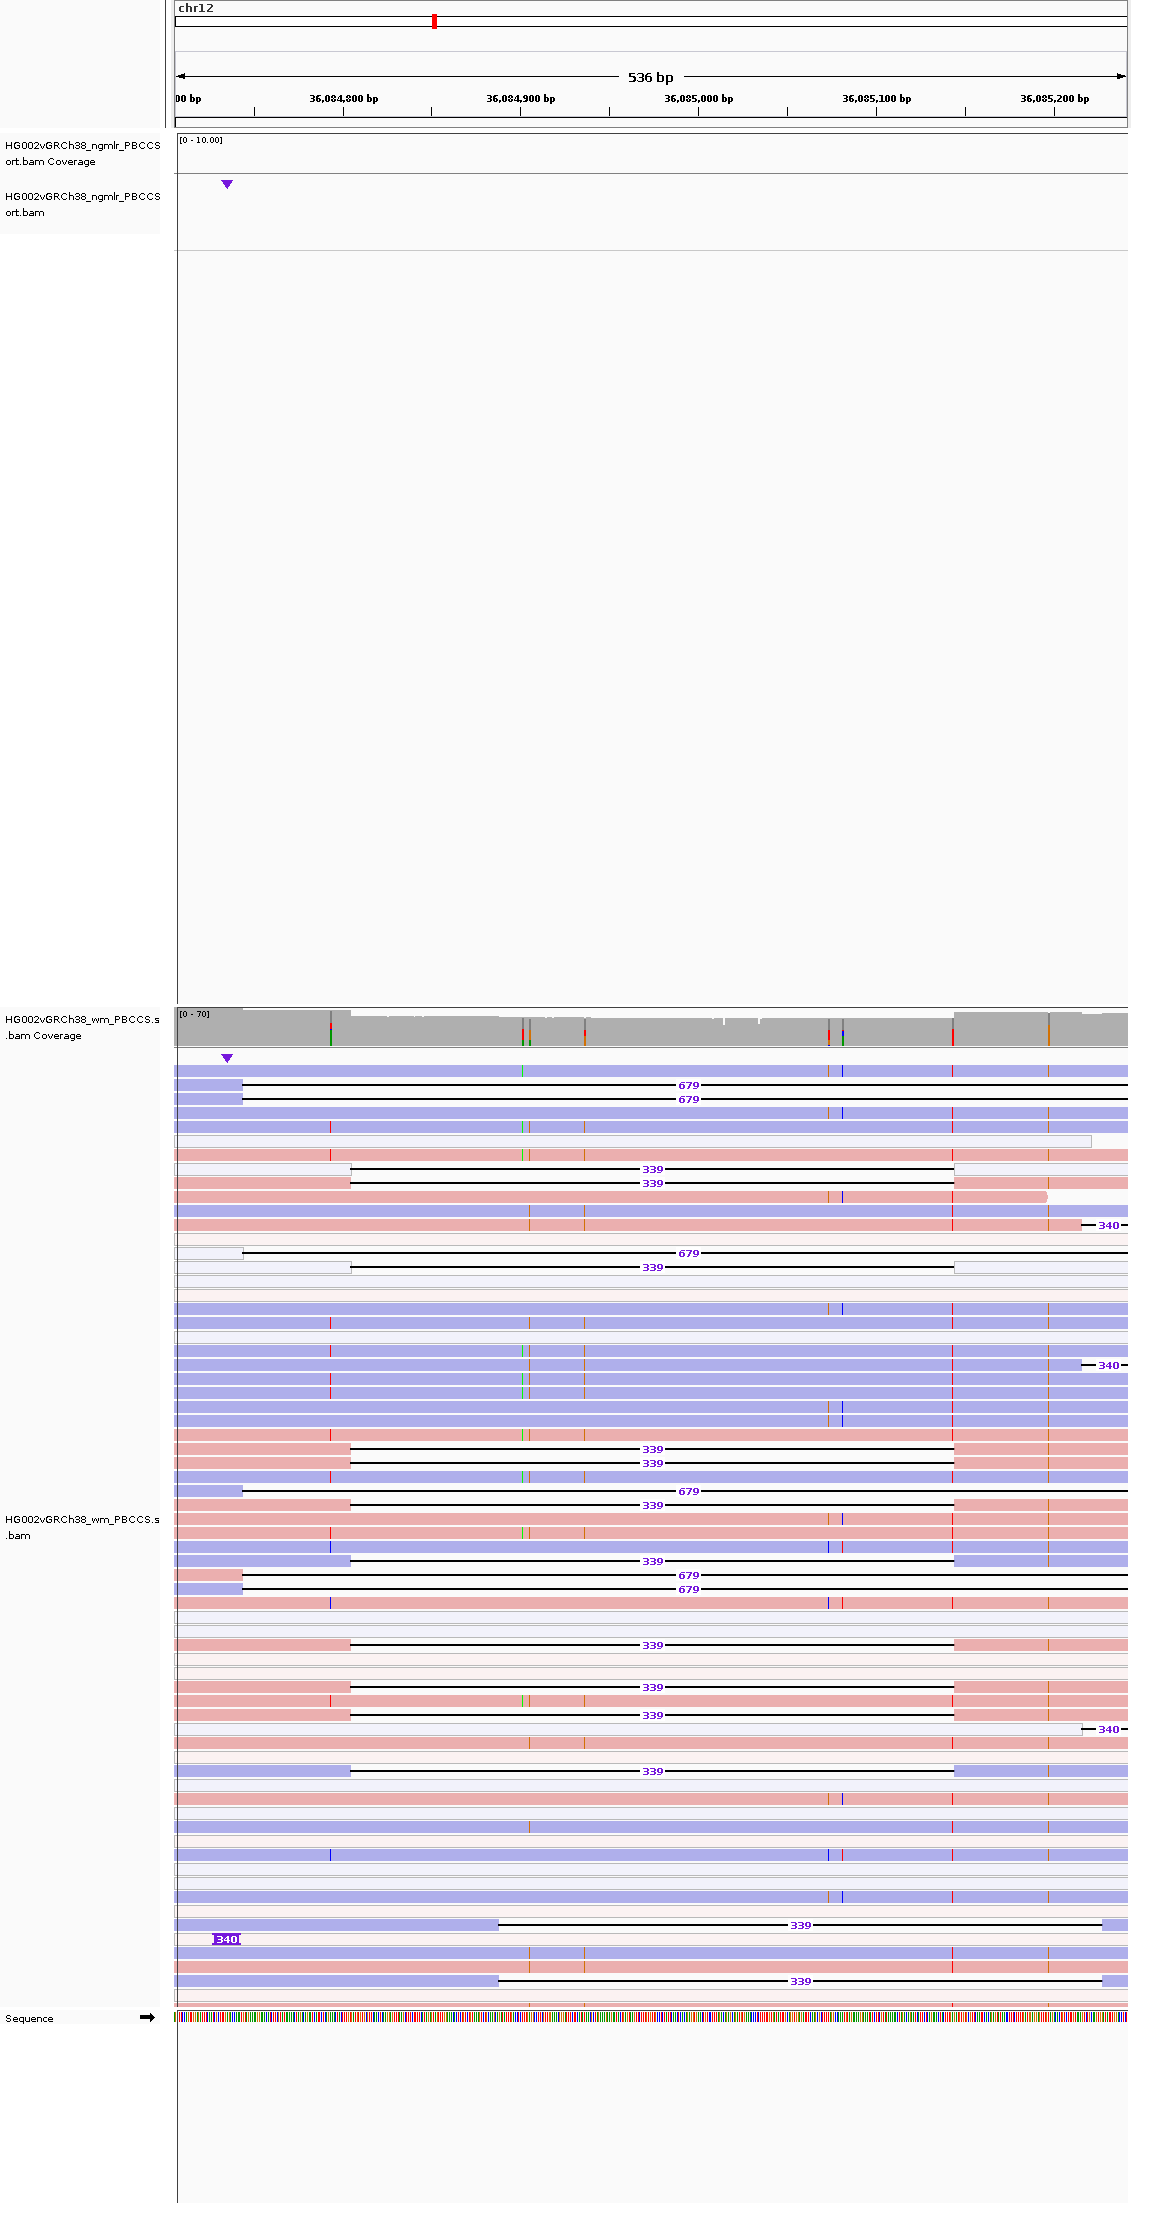 chr12
536 bp
00 bp 36,084,800 bp 36,084,900 bp 36,085,000 bp 36,085,100 bp 36,085,200 bp
HG002vGRCh38_ngmlr_PBCCS
ort.bam Coverage
[0 - 10.00]
HG002vGRCh38_ngmlr_PBCCS
ort.bam
HG002vGRCh38_wm_PBCCS.s
.bam Coverage
[0 - 70]
679
679
339
339
340
679
339
340
339
339
679
339
HG002vGRCh38_wm_PBCCS.s
.bam
339
679
679
339
339
339
340
339
339
340
339
Sequence